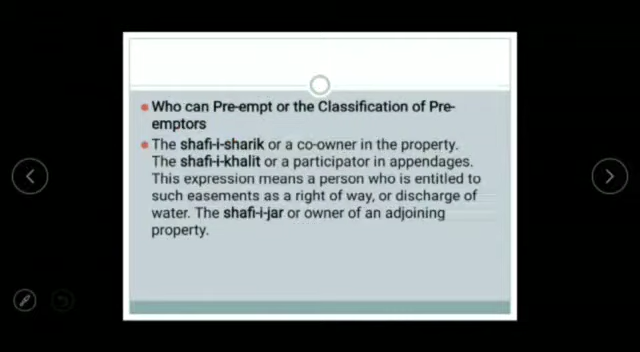 Who can Pre-empt or the Classification of Pre-
emptors
The shafi-i-sharik or a co-owner in the property.
The shafi-i-khalit or a participator in appendages.
This expression means a person who is entitled to
such easements as a right of way, or discharge of
water. The shafi-i-jar or owner of an adjoining
property.